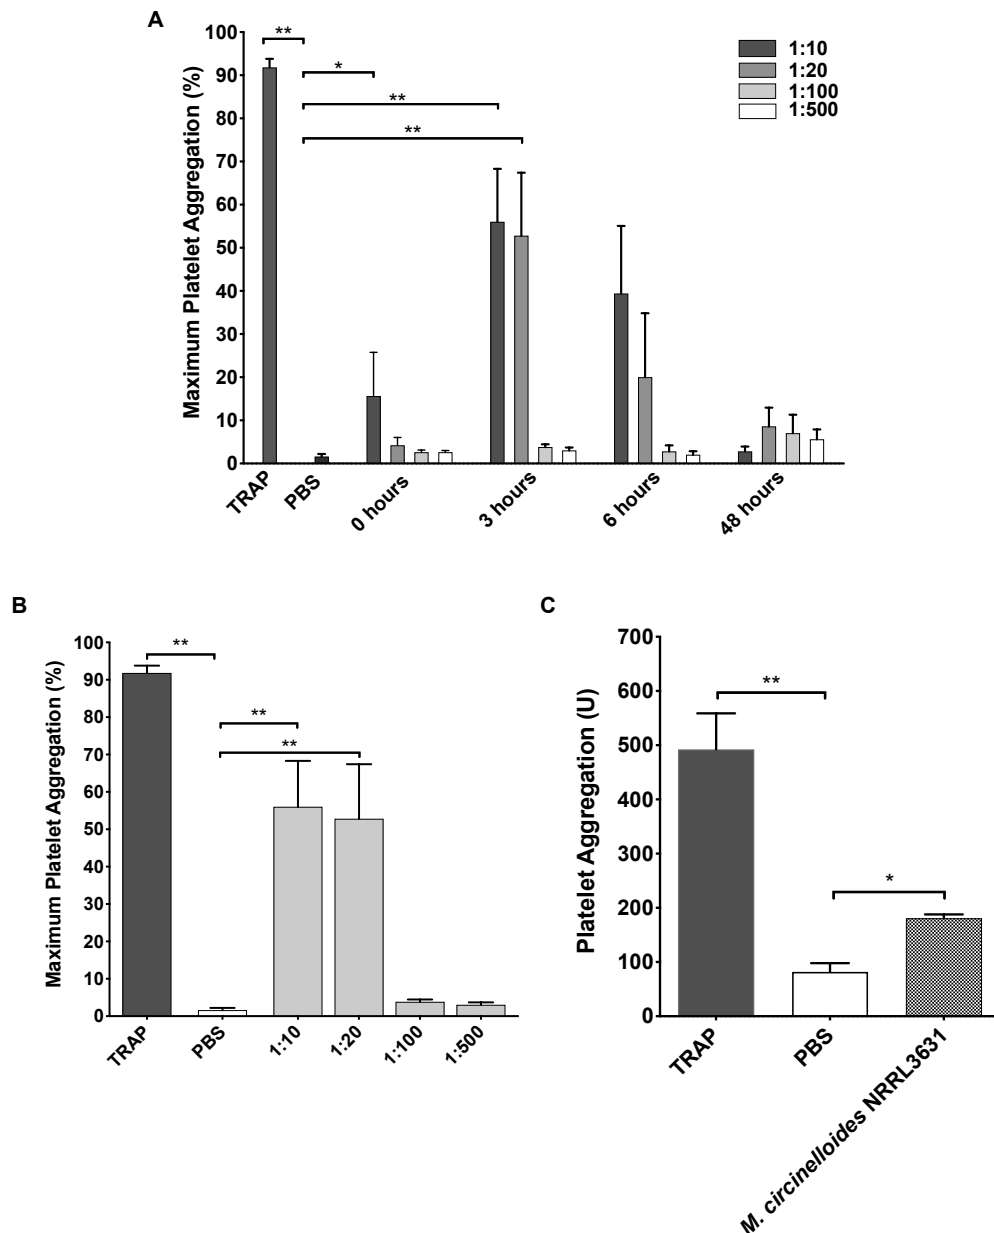 A
Maximum Platelet Aggregation (%)
100
90
80
70
60
50
40
30
20
10
0
**
*
**
**
1:10
1:20
1:100
1:500
TRAP
PBS
0 hours
3 hours
6 hours
48 hours
B
Maximum Platelet Aggregation (%)
100
90
80
70
60
50
40
30
20
10
0
**
**
**
TRAP
PBS
1:10
1:20
1:100
1:500
C
Platelet Aggregation (U)
700
600
500
400
300
200
100
0
**
*
TRAP
PBS
M. circinelloides NRRL3631